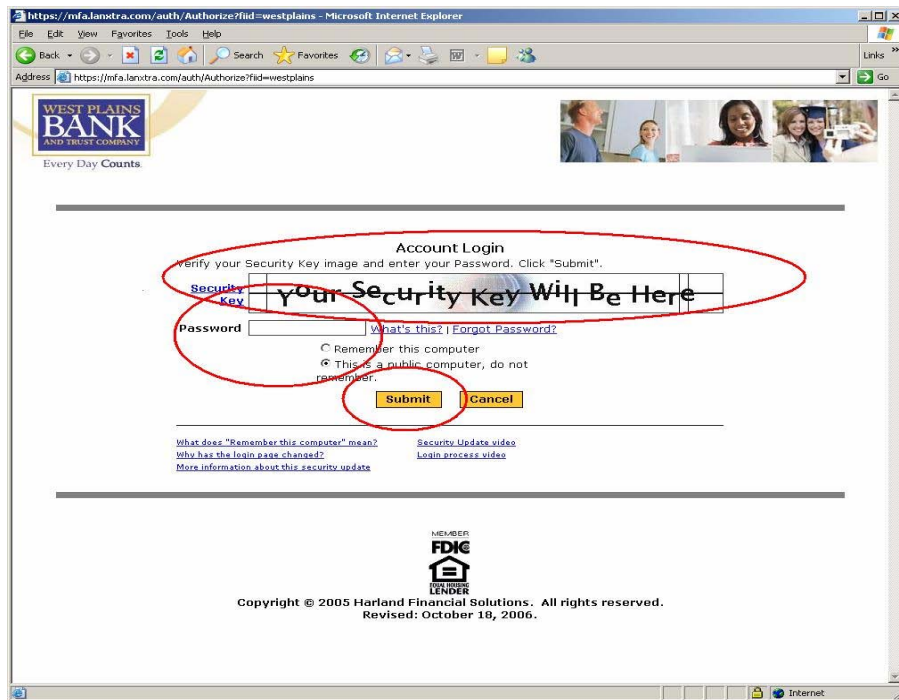 https://mfa.lanxtra.com/auth/Authorize?fiid=westplains - Microsoft Internet Explorer
File Edit View Favorites Tools Help
Back Search Favorites Links »
Address https://mfa.lanxtra.com/auth/Authorize?fiid=westplains Go
WEST PLAINS
BANK
AND TRUST COMPANY
Every Day Counts
Account Login
Verify your Security Key image and enter your Password. Click "Submit".
Security Key
Your Security Key Will Be Here
Password What's this? | Forgot Password?
Remember this computer
This is a public computer, do not
remember.
Submit Cancel
What does "Remember this computer" mean? Security Update video
Why has the login page changed? Login process video
More information about this security update
MEMBER
FDIC
EQUAL HOUSING
LENDER
Copyright © 2005 Harland Financial Solutions. All rights reserved.
Revised: October 18, 2006.
Internet